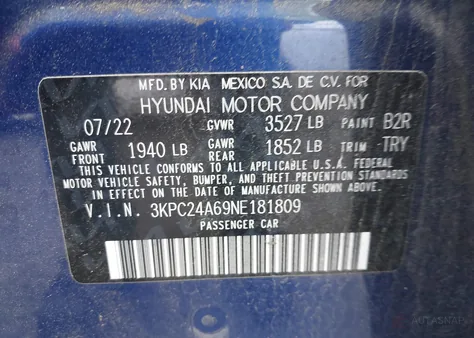 MFD.BY KIA MEXICO S.A. DE C.V. FOR
HYUNDAI MOTOR COMPANY
07/22 GVWR 3527 LB PAINT B2R
GAWR FRONT 1940 LB GAWR REAR 1852 LB TRIM TRY
THIS VEHICLE CONFORMS TO ALL APPLICABLE U.S.A. FEDERAL
MOTOR VEHICLE SAFETY, BUMPER, AND THEFT PREVENTION STANDARDS
IN EFFECT ON THE DATE OF MANUFACTURE SHOWN ABOVE.
V.I.N. 3KPC24A69NE181809
PASSENGER CAR
AUTOSNAP